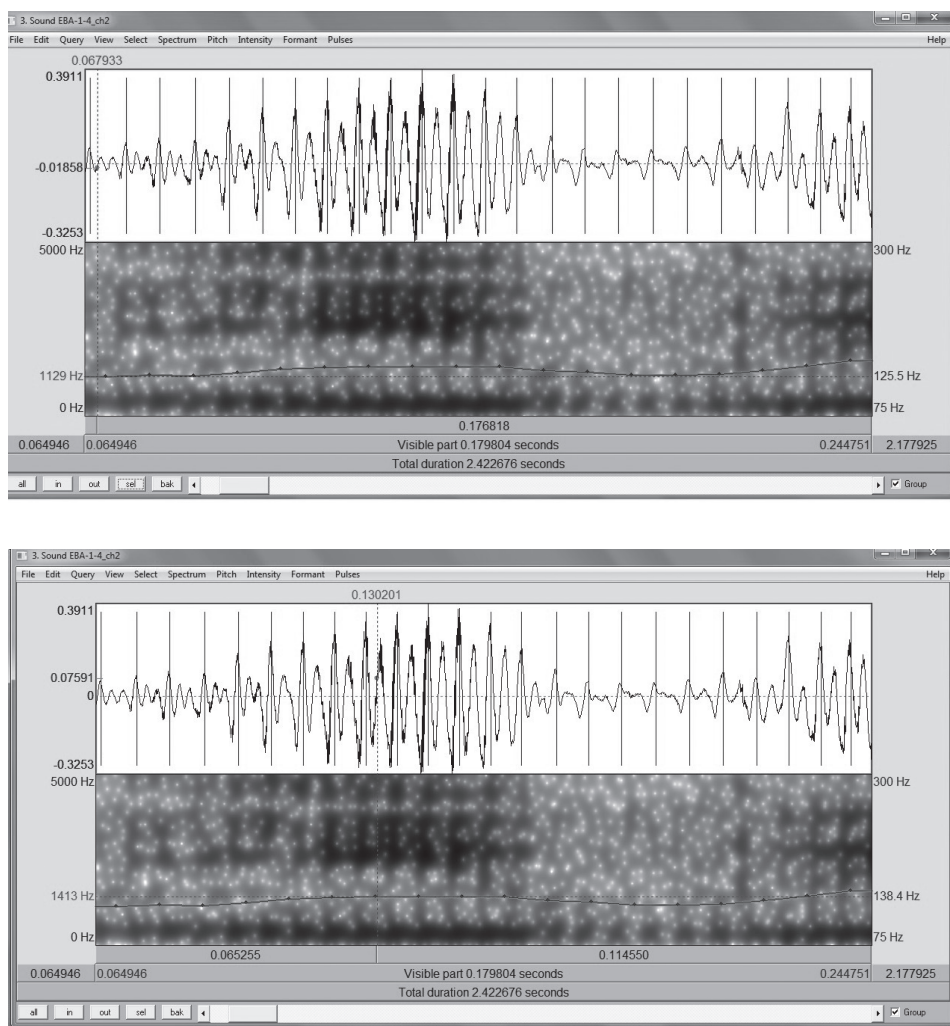 3. Sound EBA-1-4_ch2
File Edit Query View Select Spectrum Pitch Intensity Formant Pulses Help
0.067933
0.3911
-0.01858
-0.3253
5000 Hz 300 Hz
1129 Hz 125.5 Hz
0 Hz 75 Hz
0.176818
0.064946 0.064946 Visible part 0.179804 seconds 0.244751 2.177925
Total duration 2.422676 seconds
all in out sel bak Group
3. Sound EBA-1-4_ch2
File Edit Query View Select Spectrum Pitch Intensity Formant Pulses Help
0.130201
0.3911
0.07591
0
-0.3253
5000 Hz 300 Hz
1413 Hz 138.4 Hz
0 Hz 75 Hz
0.065255 0.114550
0.064946 0.064946 Visible part 0.179804 seconds 0.244751 2.177925
Total duration 2.422676 seconds
all in out sel bak Group